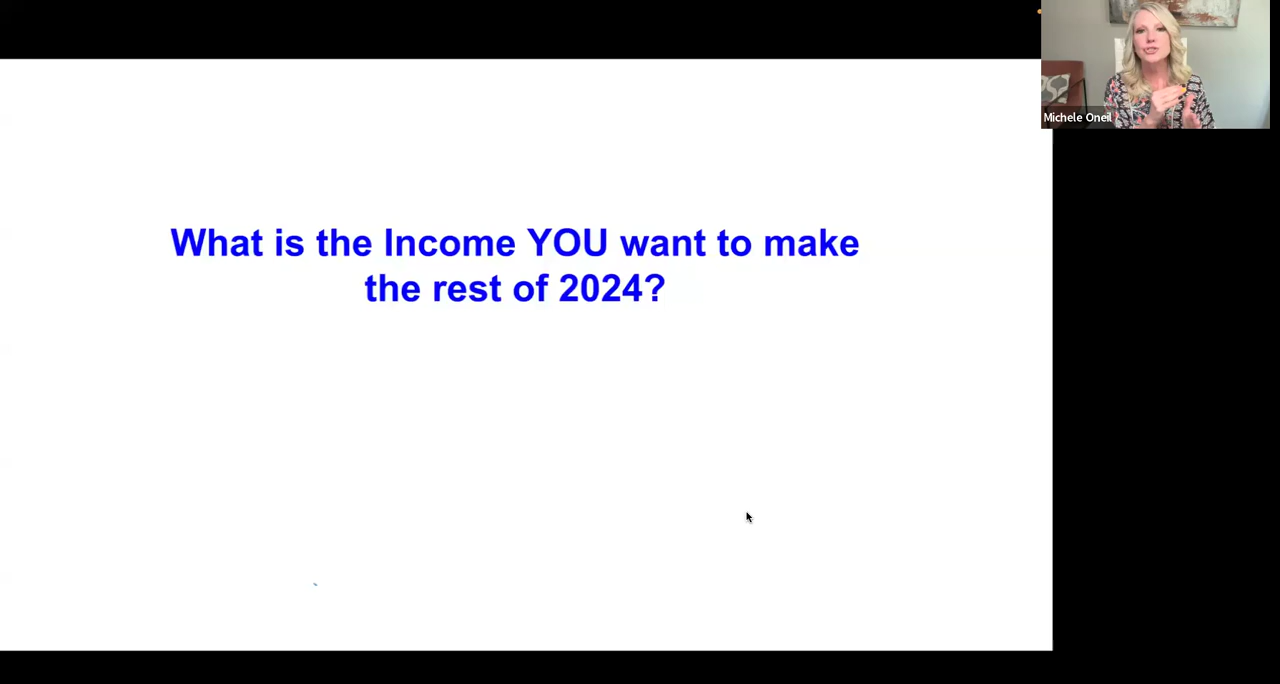 Michele Oneil
What is the Income YOU want to make
the rest of 2024?